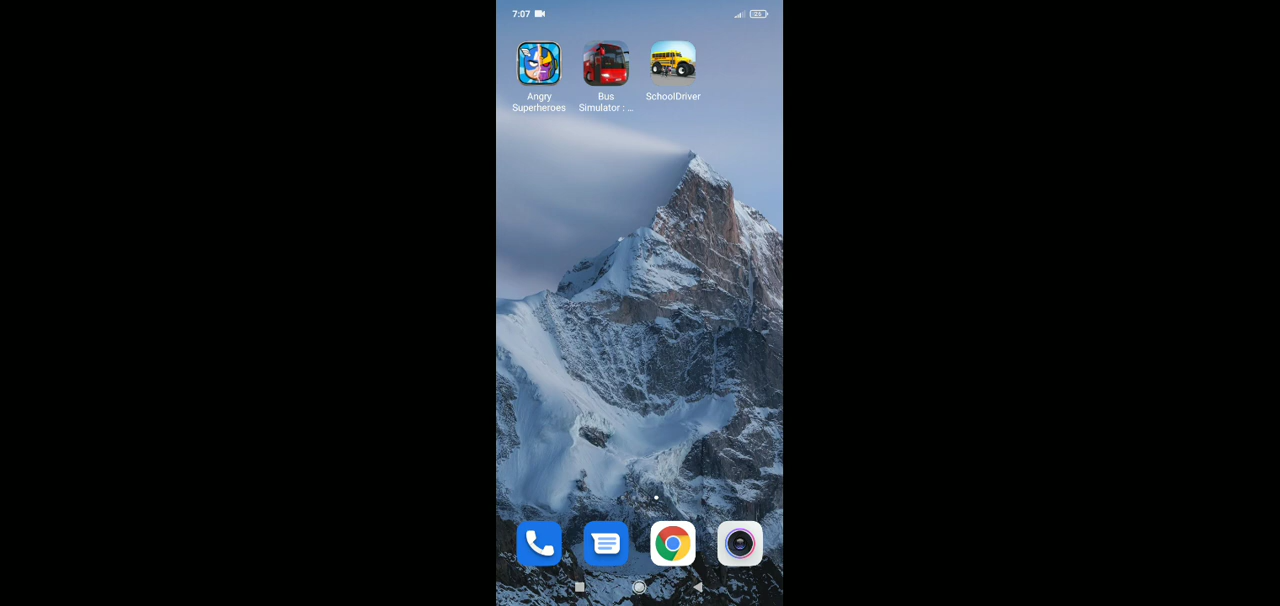 7:07
Angry
Superheroes
Bus
Simulator : ...
SchoolDriver